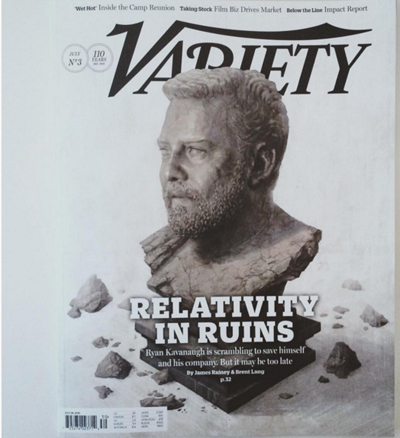 'Wet Hot' Inside the Camp Reunion Taking Stock Film Biz Drives Market Below the Line Impact Report
JULY
Nº3
110
YEARS
VARIETY
RELATIVITY
IN RUINS
Ryan Kavanaugh is scrambling to save himself
and his company. But it may be too late
By James Rainey & Brent Lang
p.32